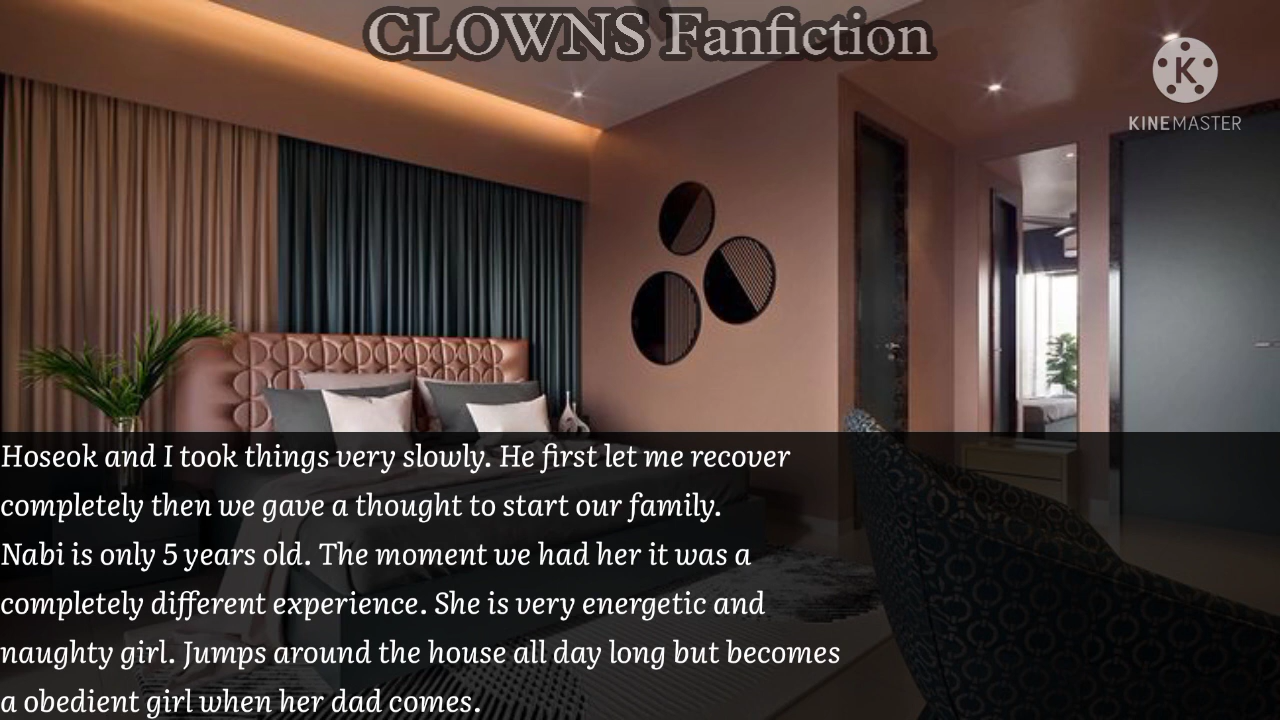 CLOWNS Fanfiction
K
KINEMASTER
Hoseok and I took things very slowly. He first let me recover
completely then we gave a thought to start our family.
Nabi is only 5 years old. The moment we had her it was a
completely different experience. She is very energetic and
naughty girl. Jumps around the house all day long but becomes
a obedient girl when her dad comes.